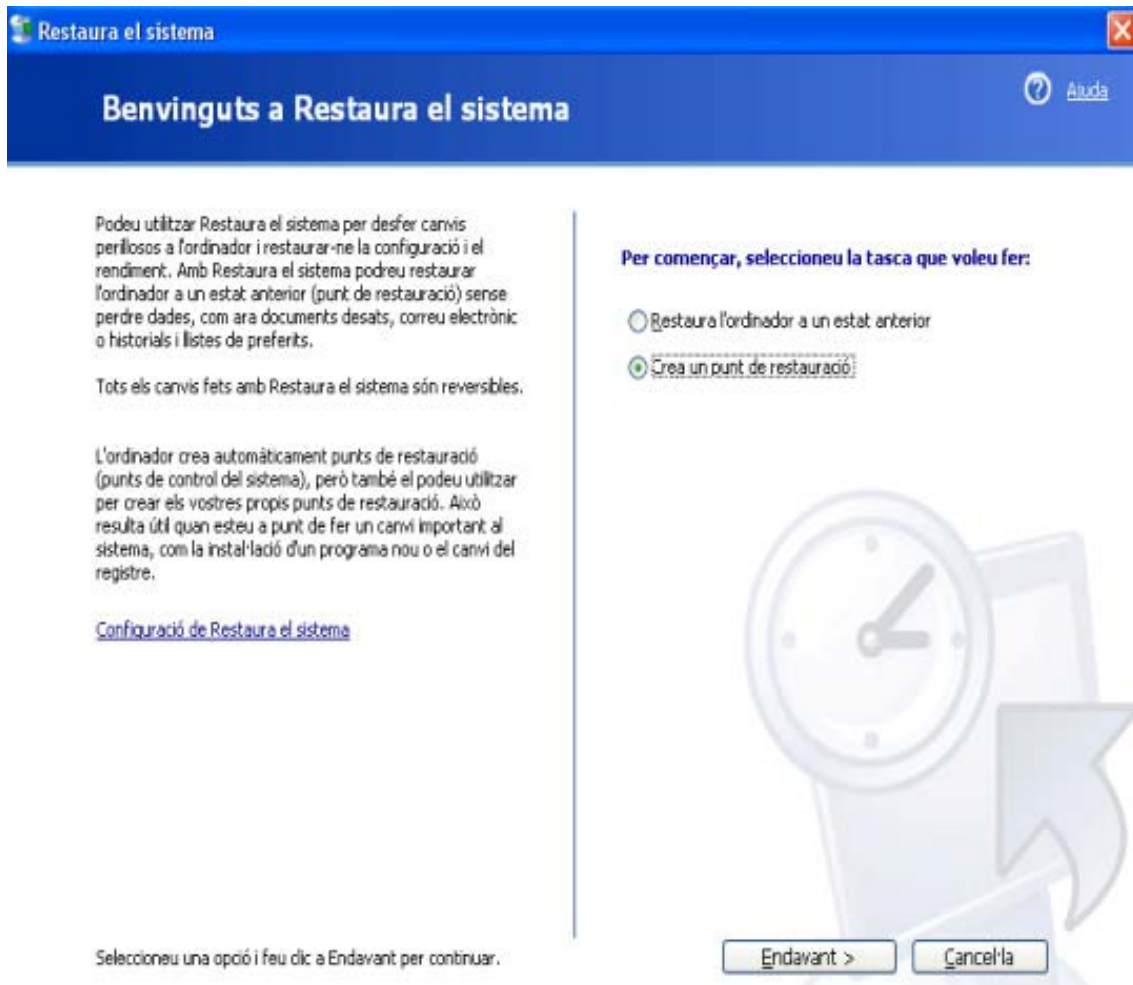 Restaura el sistema
Benvinguts a Restaura el sistema
Ajuda
Podeu utilitzar Restaura el sistema per desfer canvis
perillosos a l'ordinador i restaurar-ne la configuració i el
rendiment. Amb Restaura el sistema podreu restaurar
l'ordinador a un estat anterior (punt de restauració) sense
perdre dades, com ara documents desats, correu electrònic
o historials i llistes de preferits.
Tots els canvis fets amb Restaura el sistema són reversibles.
L'ordinador crea automàticament punts de restauració
(punts de control del sistema), però també el podeu utilitzar
per crear els vostres propis punts de restauració. Això
resulta útil quan esteu a punt de fer un canvi important al
sistema, com la instal·lació d'un programa nou o el canvi del
registre.
Configuració de Restaura el sistema
Per començar, seleccioneu la tasca que voleu fer:
Restaura l'ordinador a un estat anterior
Crea un punt de restauració
Seleccioneu una opció i feu clic a Endavant per continuar.
Endavant >
Cancel·la